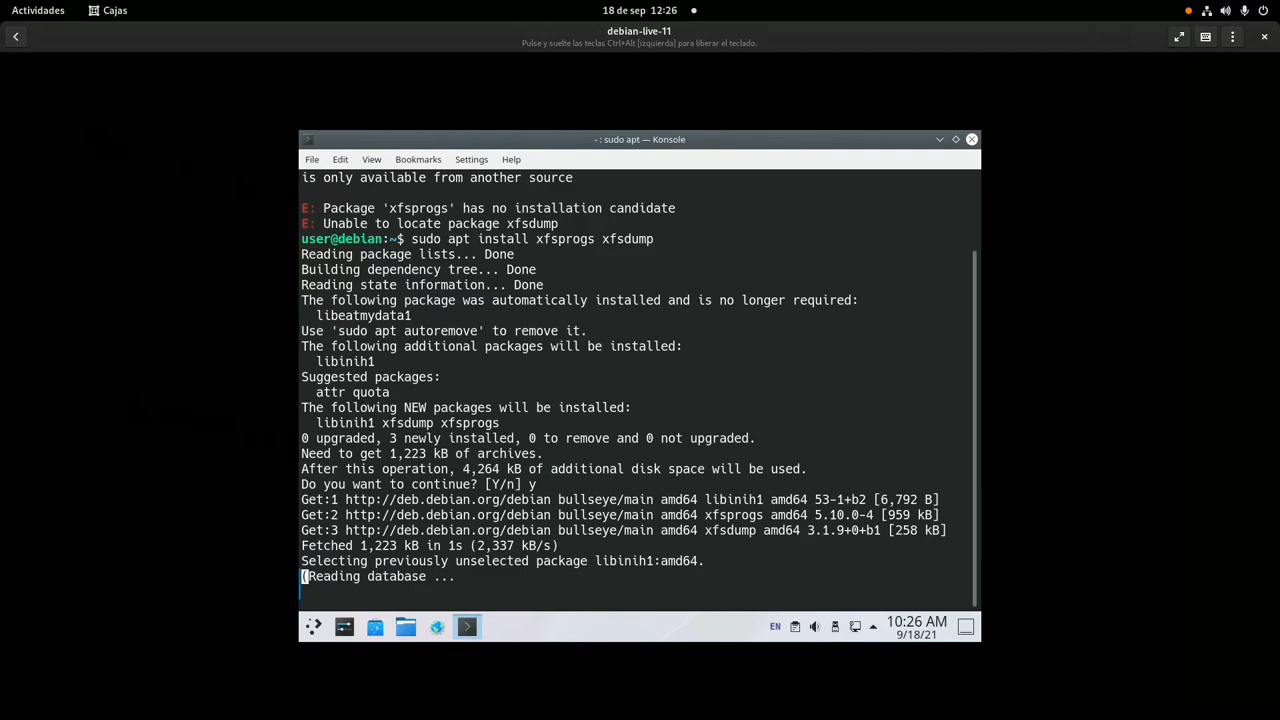 Actividades Cajas 18 de sep 12:26
debian-live-11
Pulse y suelte las teclas Ctrl+Alt [izquierda] para liberar el teclado.
~ : sudo apt — Konsole
File Edit View Bookmarks Settings Help
is only available from another source
E: Package 'xfsprogs' has no installation candidate
E: Unable to locate package xfsdump
user@debian:~$ sudo apt install xfsprogs xfsdump
Reading package lists... Done
Building dependency tree... Done
Reading state information... Done
The following package was automatically installed and is no longer required:
libeatmydata1
Use 'sudo apt autoremove' to remove it.
The following additional packages will be installed:
libinih1
Suggested packages:
attr quota
The following NEW packages will be installed:
libinih1 xfsdump xfsprogs
0 upgraded, 3 newly installed, 0 to remove and 0 not upgraded.
Need to get 1,223 kB of archives.
After this operation, 4,264 kB of additional disk space will be used.
Do you want to continue? [Y/n] y
Get:1 http://deb.debian.org/debian bullseye/main amd64 libinih1 amd64 53-1+b2 [6,792 B]
Get:2 http://deb.debian.org/debian bullseye/main amd64 xfsprogs amd64 5.10.0-4 [959 kB]
Get:3 http://deb.debian.org/debian bullseye/main amd64 xfsdump amd64 3.1.9+0+b1 [258 kB]
Fetched 1,223 kB in 1s (2,337 kB/s)
Selecting previously unselected package libinih1:amd64.
(Reading database ...
EN 10:26 AM
9/18/21